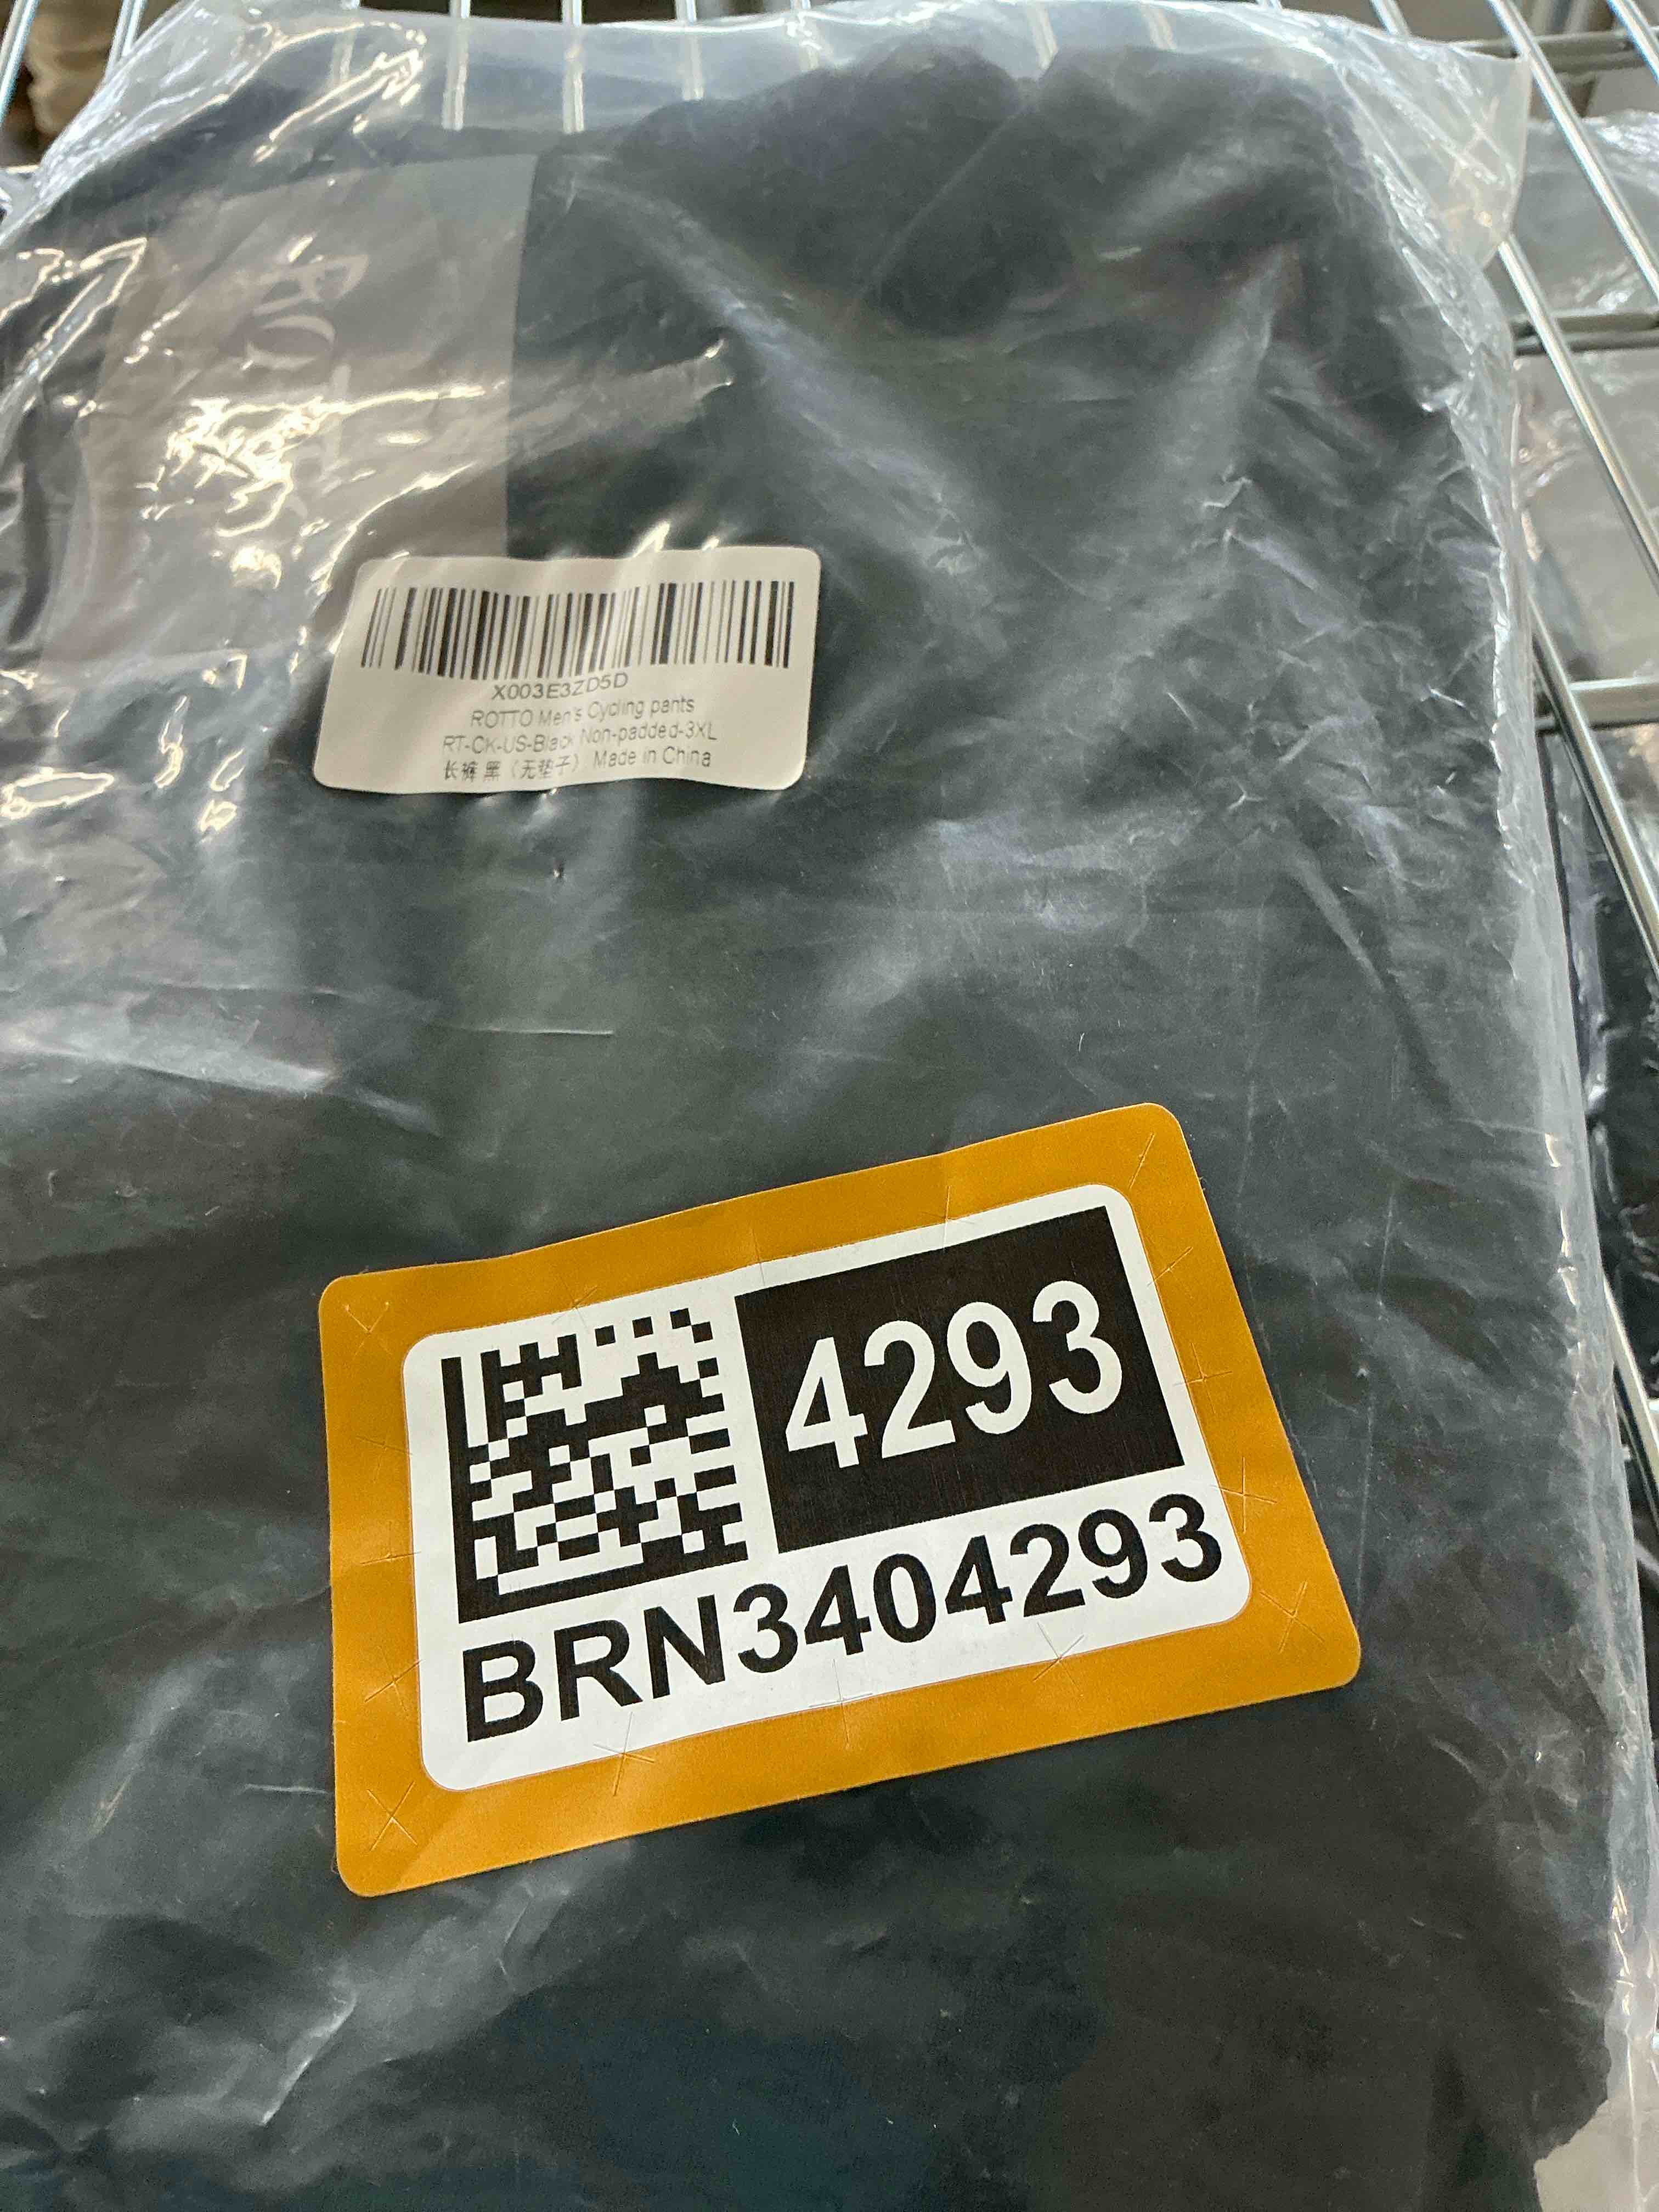 X003E3ZD5D
ROTTO Men's Cycling pants
RT-CK-US-Black Non-padded-3XL
长裤 黑（无垫子） Made in China
4293
BRN3404293